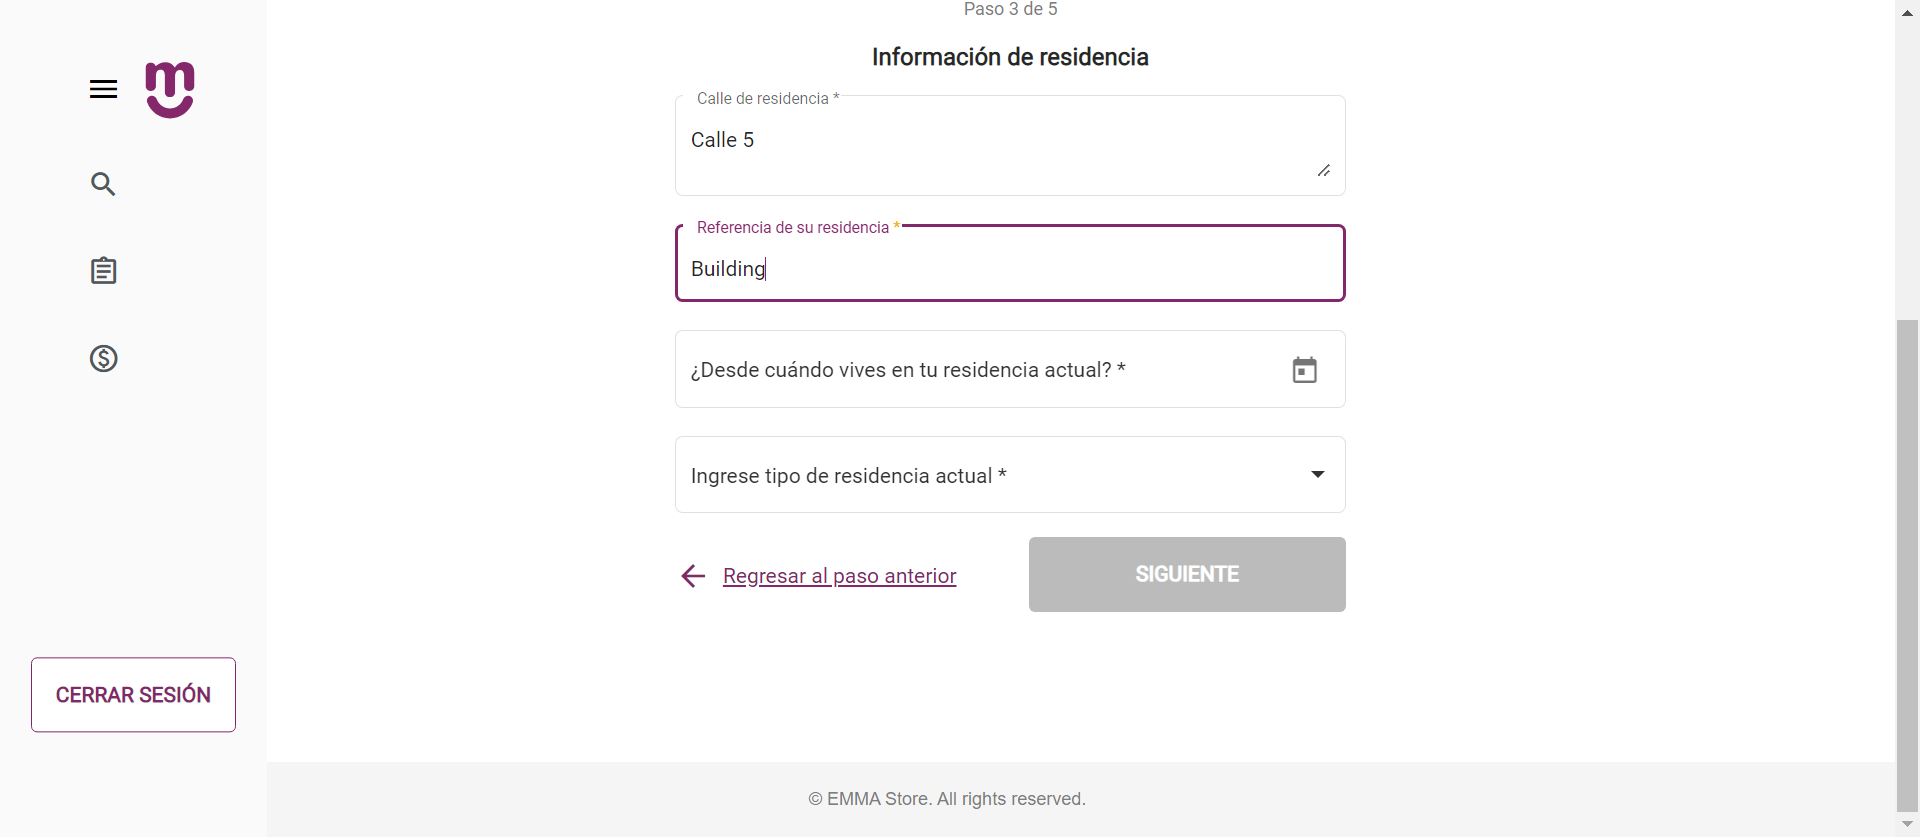 Paso 3 de 5
Información de residencia
Calle de residencia *
Calle 5
Referencia de su residencia *
Building
¿Desde cuándo vives en tu residencia actual? *
Ingrese tipo de residencia actual *
Regresar al paso anterior
SIGUIENTE
CERRAR SESIÓN
© EMMA Store. All rights reserved.